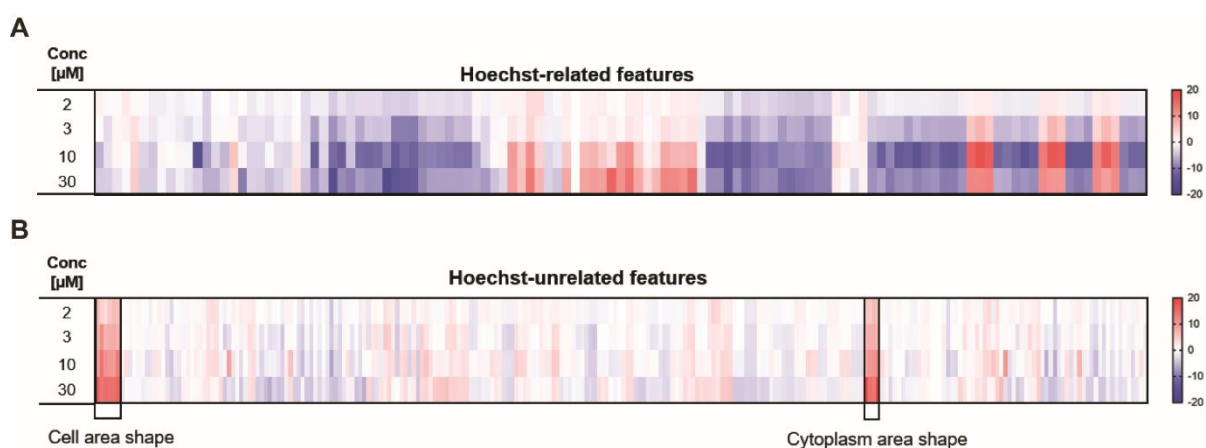 A
Conc
[µM]
Hoechst-related features
2
3
10
30
20
10
0
-10
-20
B
Conc
[µM]
Hoechst-unrelated features
2
3
10
30
20
10
0
-10
-20
Cell area shape
Cytoplasm area shape